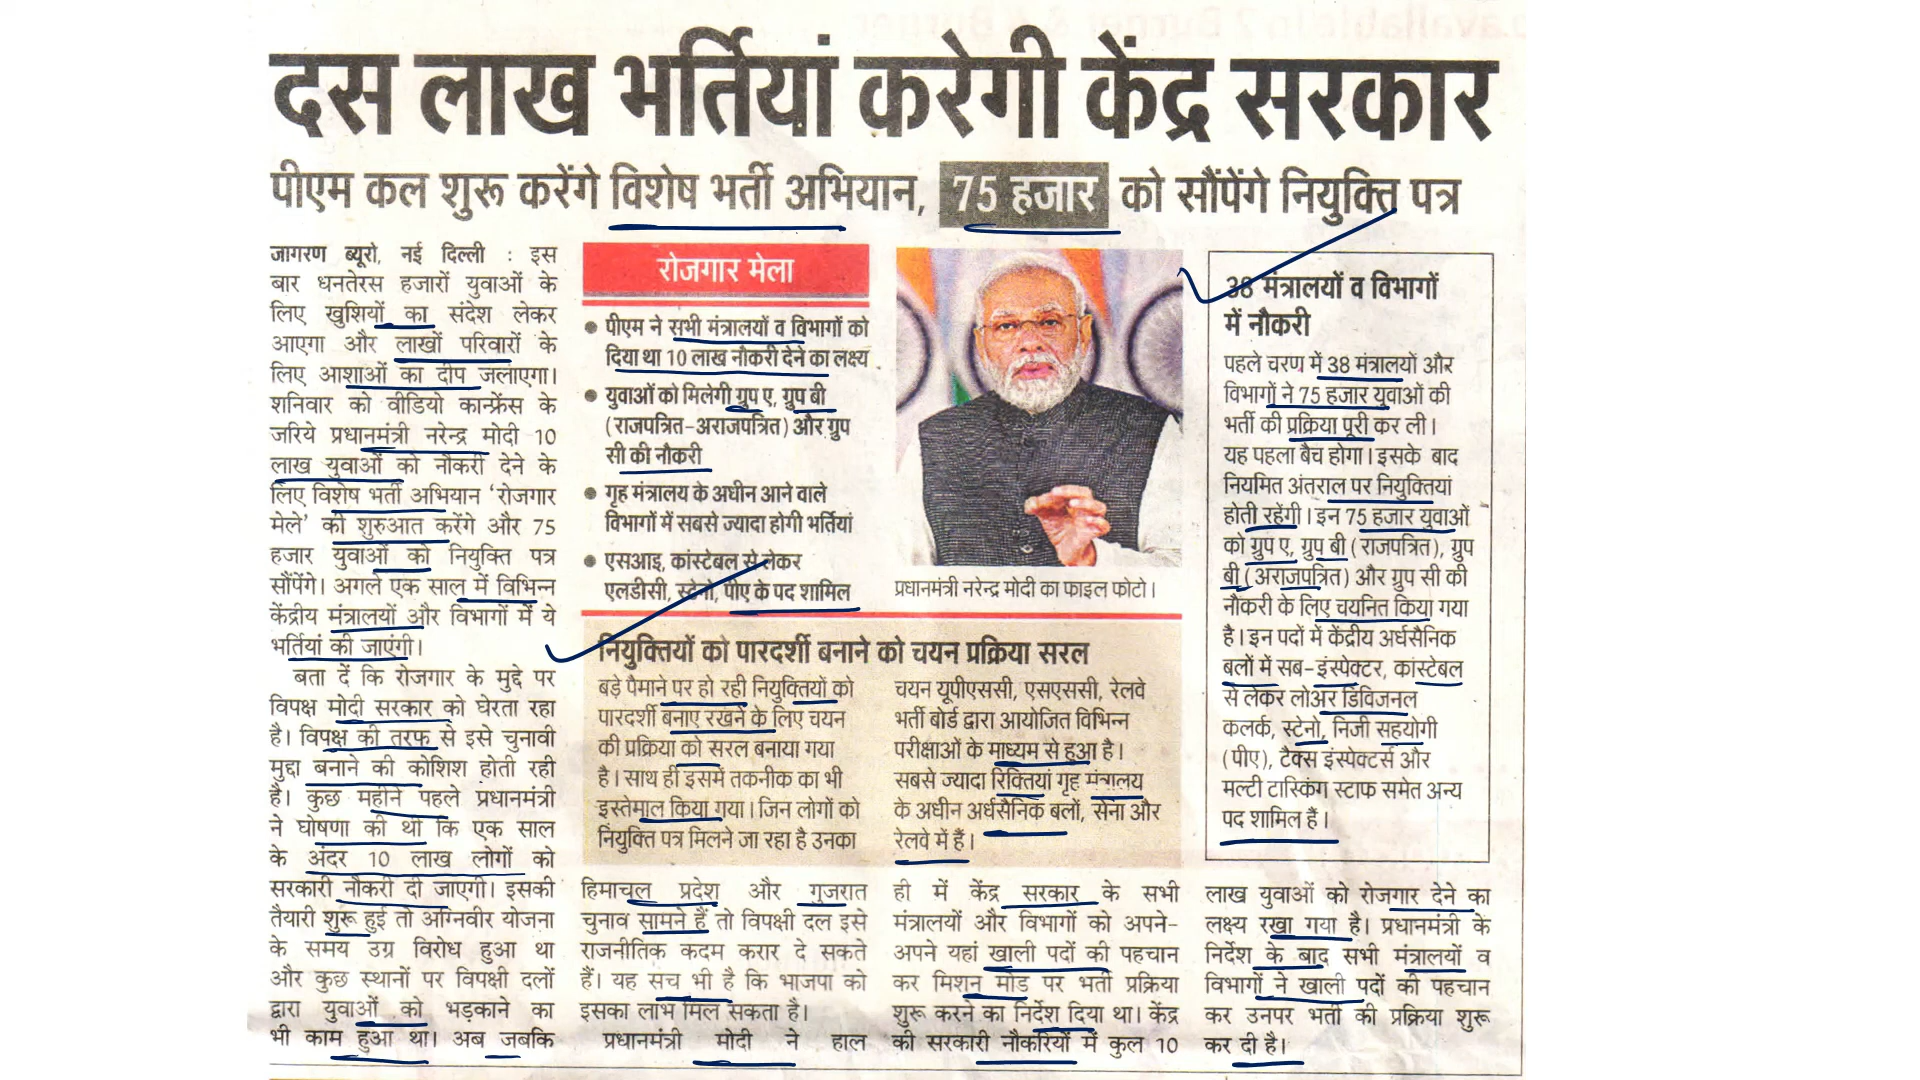 दस लाख भर्तियां करेगी केंद्र सरकार
पीएम कल शुरू करेंगे विशेष भर्ती अभियान, 75 हजार को सौंपेंगे नियुक्ति पत्र
जागरण ब्यूरो, नई दिल्ली : इस
बार धनतेरस हजारों युवाओं के
लिए खुशियों का संदेश लेकर
आएगा और लाखों परिवारों के
लिए आशाओं का दीप जलाएगा।
शनिवार को वीडियो कान्फ्रेंस के
जरिये प्रधानमंत्री नरेन्द्र मोदी 10
लाख युवाओं को नौकरी देने के
लिए विशेष भर्ती अभियान ‘रोजगार
मेले’ की शुरुआत करेंगे और 75
हजार युवाओं को नियुक्ति पत्र
सौंपेंगे। अगले एक साल में विभिन्न
केंद्रीय मंत्रालयों और विभागों में ये
भर्तियां की जाएंगी।
बता दें कि रोजगार के मुद्दे पर
विपक्ष मोदी सरकार को घेरता रहा
है। विपक्ष की तरफ से इसे चुनावी
मुद्दा बनाने की कोशिश होती रही
है। कुछ महीने पहले प्रधानमंत्री
ने घोषणा की थी कि एक साल
के अंदर 10 लाख लोगों को
सरकारी नौकरी दी जाएगी। इसकी
तैयारी शुरू हुई तो अग्निवीर योजना
के समय उग्र विरोध हुआ था
और कुछ स्थानों पर विपक्षी दलों
द्वारा युवाओं को भड़काने का
भी काम हुआ था। अब जबकि
रोजगार मेला
● पीएम ने सभी मंत्रालयों व विभागों को
दिया था 10 लाख नौकरी देने का लक्ष्य
● युवाओं को मिलेगी ग्रुप ए, ग्रुप बी
(राजपत्रित-अराजपत्रित) और ग्रुप
सी की नौकरी
● गृह मंत्रालय के अधीन आने वाले
विभागों में सबसे ज्यादा होगी भर्तियां
● एसआइ, कांस्टेबल से लेकर
एलडीसी, स्टेनो, पीए के पद शामिल
प्रधानमंत्री नरेन्द्र मोदी का फाइल फोटो।
नियुक्तियों को पारदर्शी बनाने को चयन प्रक्रिया सरल
बड़े पैमाने पर हो रही नियुक्तियों को
पारदर्शी बनाए रखने के लिए चयन
की प्रक्रिया को सरल बनाया गया
है। साथ ही इसमें तकनीक का भी
इस्तेमाल किया गया। जिन लोगों को
नियुक्ति पत्र मिलने जा रहा है उनका
चयन यूपीएससी, एसएससी, रेलवे
भर्ती बोर्ड द्वारा आयोजित विभिन्न
परीक्षाओं के माध्यम से हुआ है।
सबसे ज्यादा रिक्तियां गृह मंत्रालय
के अधीन अर्धसैनिक बलों, सेना और
रेलवे में हैं।
38 मंत्रालयों व विभागों
में नौकरी
पहले चरण में 38 मंत्रालयों और
विभागों ने 75 हजार युवाओं की
भर्ती की प्रक्रिया पूरी कर ली।
यह पहला बैच होगा। इसके बाद
नियमित अंतराल पर नियुक्तियां
होती रहेंगी। इन 75 हजार युवाओं
को ग्रुप ए, ग्रुप बी (राजपत्रित), ग्रुप
बी (अराजपत्रित) और ग्रुप सी की
नौकरी के लिए चयनित किया गया
है। इन पदों में केंद्रीय अर्धसैनिक
बलों में सब-इंस्पेक्टर, कांस्टेबल
से लेकर लोअर डिविजनल
कलर्क, स्टेनो, निजी सहयोगी
(पीए), टैक्स इंस्पेक्टर्स और
मल्टी टास्किंग स्टाफ समेत अन्य
पद शामिल हैं।
हिमाचल प्रदेश और गुजरात
चुनाव सामने हैं तो विपक्षी दल इसे
राजनीतिक कदम करार दे सकते
हैं। यह सच भी है कि भाजपा को
इसका लाभ मिल सकता है।
प्रधानमंत्री मोदी ने हाल
ही में केंद्र सरकार के सभी
मंत्रालयों और विभागों को अपने-
अपने यहां खाली पदों की पहचान
कर मिशन मोड पर भर्ती प्रक्रिया
शुरू करने का निर्देश दिया था। केंद्र
की सरकारी नौकरियों में कुल 10
लाख युवाओं को रोजगार देने का
लक्ष्य रखा गया है। प्रधानमंत्री के
निर्देश के बाद सभी मंत्रालयों व
विभागों ने खाली पदों की पहचान
कर उनपर भर्ती की प्रक्रिया शुरू
कर दी है।